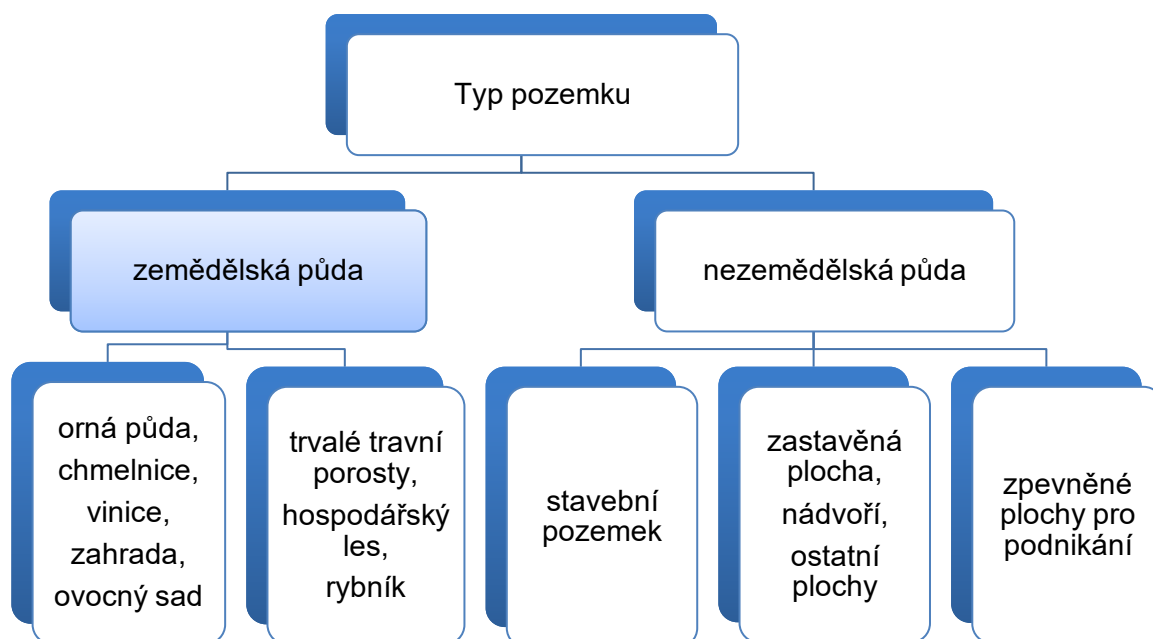 Typ pozemku
zemědělská půda
nezemědělská půda
orná půda,
chmelnice,
vinice,
zahrada,
ovocný sad
trvalé travní
porosty,
hospodářský
les,
rybník
stavební
pozemek
zastavěná
plocha,
nádvoří,
ostatní
plochy
zpevněné
plochy pro
podnikání